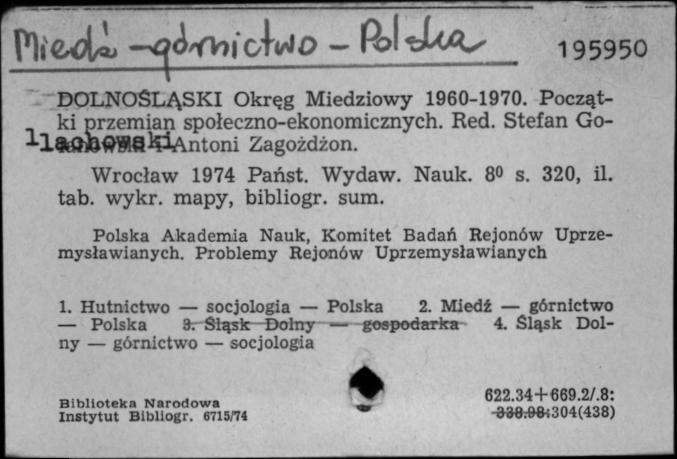 Miedź - górnictwo - Polska
195950
DOLNOŚLĄSKI Okręg Miedziowy 1960-1970. Począt-
ki przemian społeczno-ekonomicznych. Red. Stefan Go-
llachowski i Antoni Zagożdżon.
Wrocław 1974 Państ. Wydaw. Nauk. 8⁰ s. 320, il.
tab. wykr. mapy, bibliogr. sum.
Polska Akademia Nauk, Komitet Badań Rejonów Uprze-
mysławianych. Problemy Rejonów Uprzemysławianych
1. Hutnictwo — socjologia — Polska 2. Miedź — górnictwo
— Polska 3. Śląsk Dolny — gospodarka 4. Śląsk Dol-
ny — górnictwo — socjologia
Biblioteka Narodowa
Instytut Bibliogr. 6715/74
622.34+669.2/.8:
338.98:304(438)